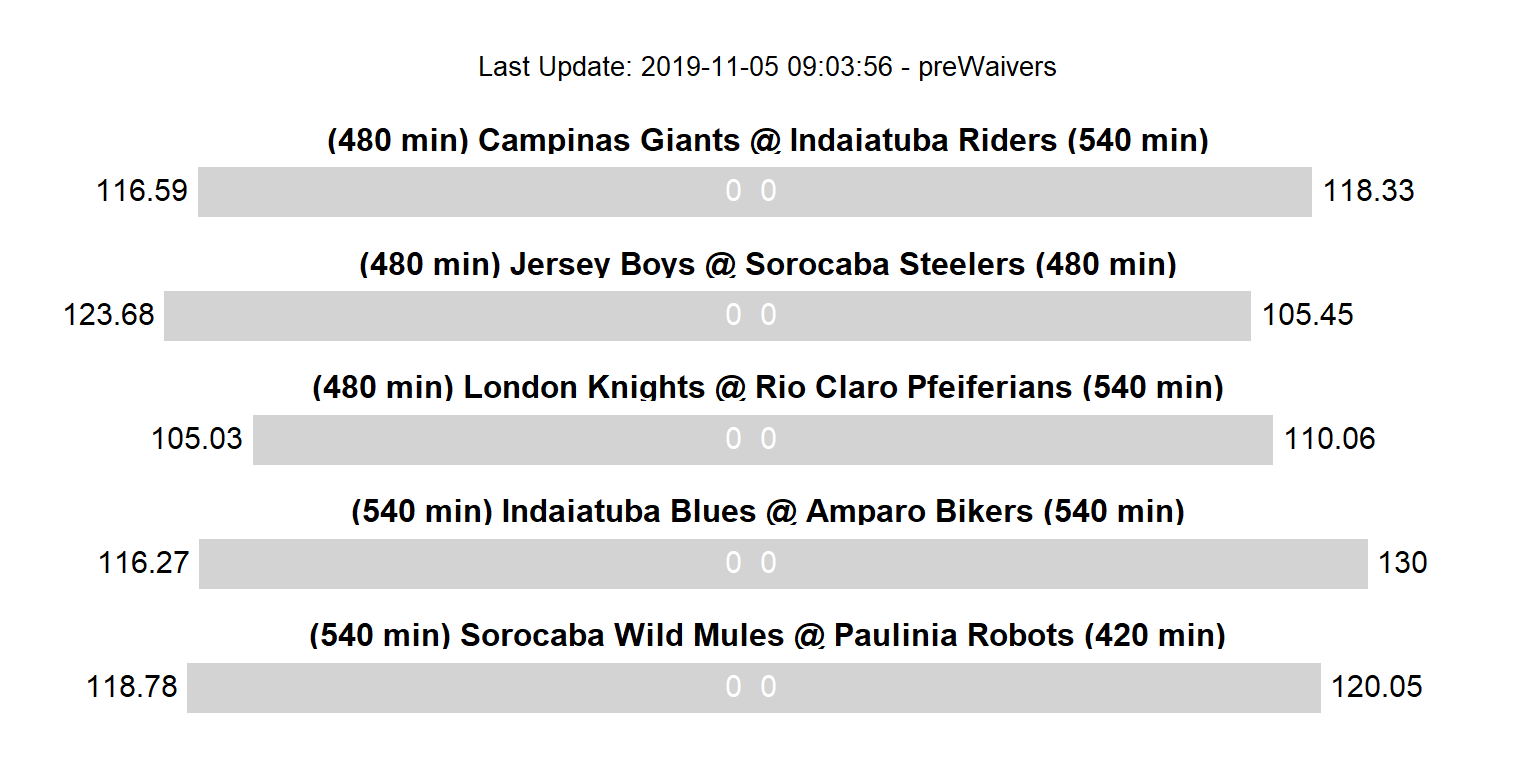 Last Update: 2019-11-05 09:03:56 - preWaivers
(480 min) Campinas Giants @ Indaiatuba Riders (540 min)
116.59 0 0 118.33
(480 min) Jersey Boys @ Sorocaba Steelers (480 min)
123.68 0 0 105.45
(480 min) London Knights @ Rio Claro Pfeiferians (540 min)
105.03 0 0 110.06
(540 min) Indaiatuba Blues @ Amparo Bikers (540 min)
116.27 0 0 130
(540 min) Sorocaba Wild Mules @ Paulinia Robots (420 min)
118.78 0 0 120.05